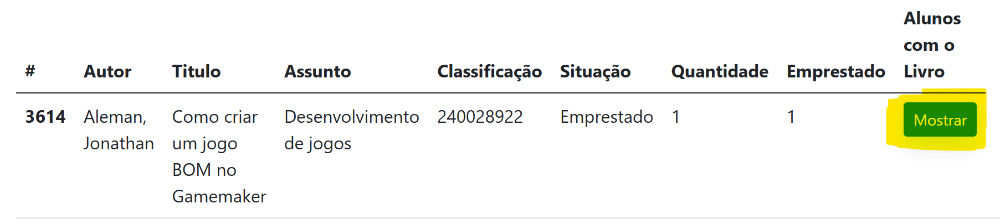 Alunos
com o
# Autor Titulo Assunto Classificação Situação Quantidade Emprestado Livro
3614 Aleman, Como criar Desenvolvimento 240028922 Emprestado 1 1 Mostrar
Jonathan um jogo de jogos
BOM no
Gamemaker